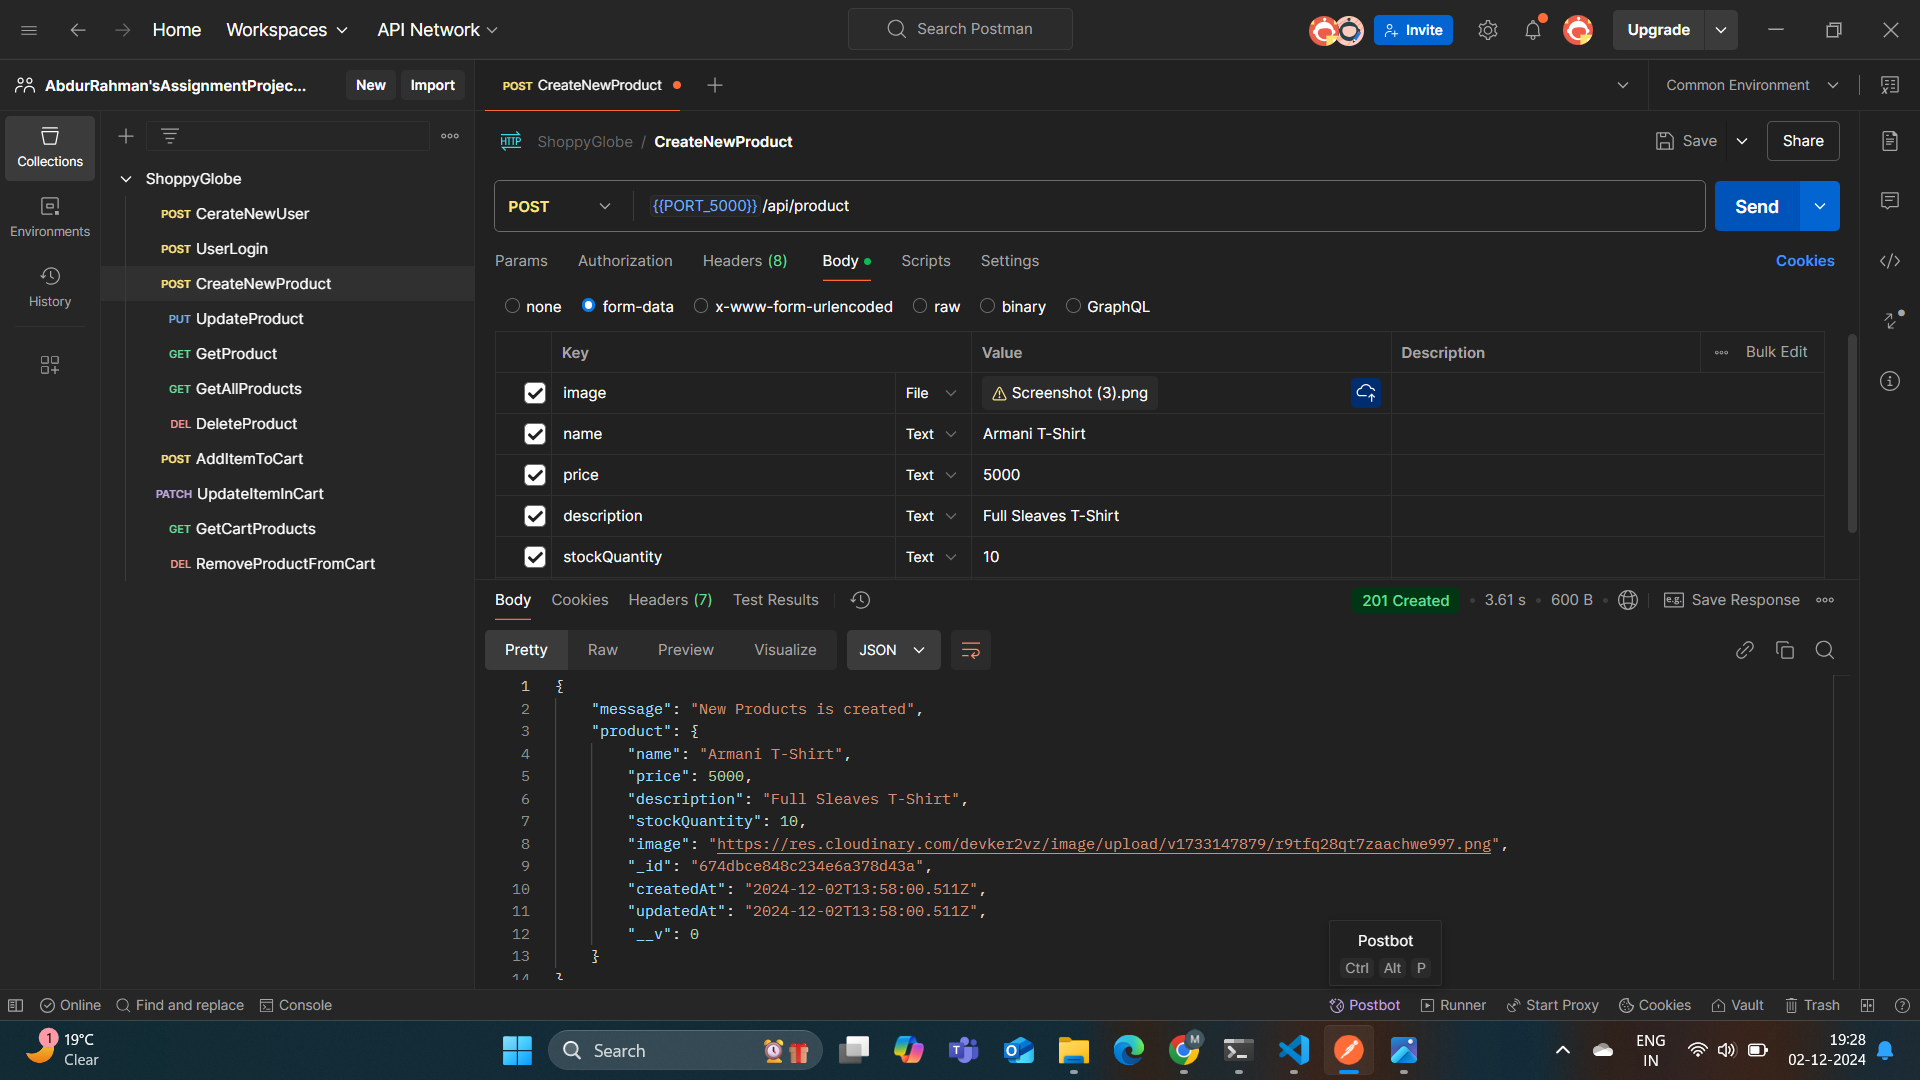 Home Workspaces API Network Search Postman Invite Upgrade
AbdurRahman'sAssignmentProjec... New Import POST CreateNewProduct Common Environment
Collections
Environments
History
ShoppyGlobe
POST CerateNewUser
POST UserLogin
POST CreateNewProduct
PUT UpdateProduct
GET GetProduct
GET GetAllProducts
DEL DeleteProduct
POST AddItemToCart
PATCH UpdateItemInCart
GET GetCartProducts
DEL RemoveProductFromCart
HTTP ShoppyGlobe / CreateNewProduct Save Share
POST {{PORT_5000}} /api/product Send
Params Authorization Headers (8) Body Scripts Settings Cookies
none form-data x-www-form-urlencoded raw binary GraphQL
Key Value Description Bulk Edit
image File Screenshot (3).png
name Text Armani T-Shirt
price Text 5000
description Text Full Sleaves T-Shirt
stockQuantity Text 10
Body Cookies Headers (7) Test Results 201 Created 3.61 s 600 B e.g. Save Response
Pretty Raw Preview Visualize JSON
1 {
2 "message": "New Products is created",
3 "product": {
4 "name": "Armani T-Shirt",
5 "price": 5000,
6 "description": "Full Sleaves T-Shirt",
7 "stockQuantity": 10,
8 "image": "https://res.cloudinary.com/devker2vz/image/upload/v1733147879/r9tfq28qt7zaachwe997.png",
9 "_id": "674dbce848c234e6a378d43a",
10 "createdAt": "2024-12-02T13:58:00.511Z",
11 "updatedAt": "2024-12-02T13:58:00.511Z",
12 "__v": 0
13 }
14 }
Postbot
Ctrl Alt P
Online Find and replace Console Postbot Runner Start Proxy Cookies Vault Trash
1 19°C
Clear
Search
M
ENG
IN
19:28
02-12-2024